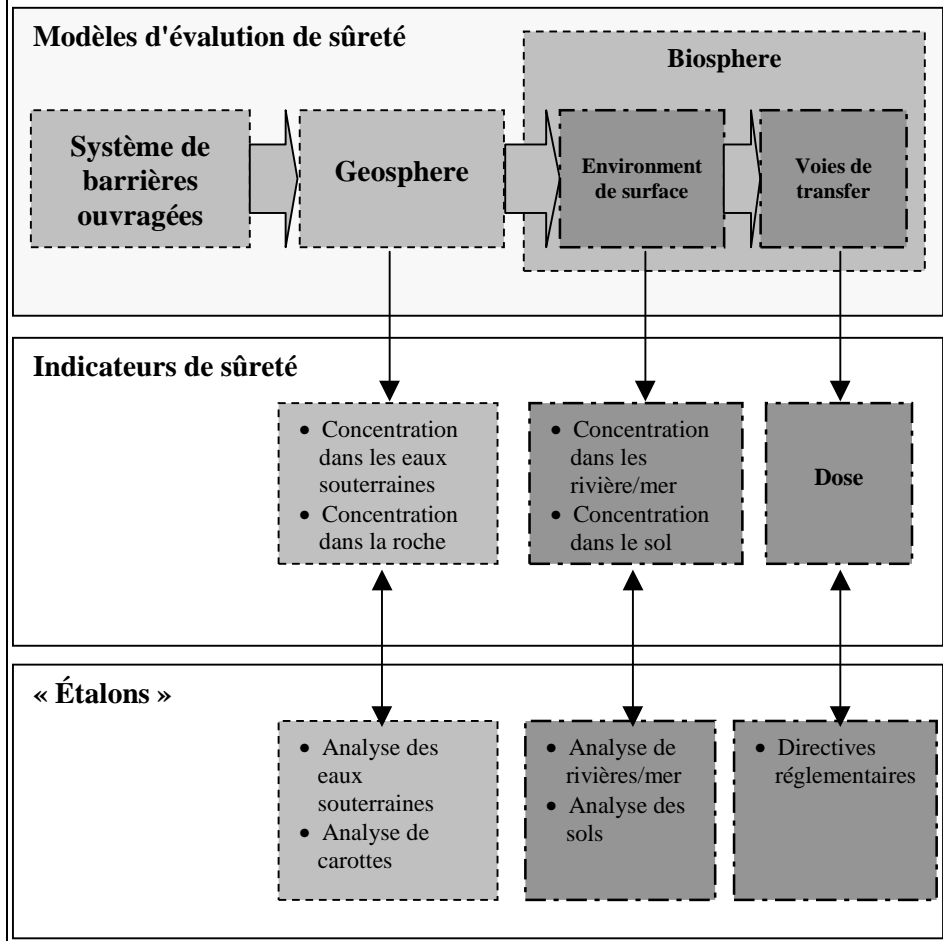 Modèles d'évalution de sûreté
Biosphere
Système de
barrières
ouvragées
Geosphere
Environment
de surface
Voies de
transfer
Indicateurs de sûreté
• Concentration
dans les eaux
souterraines
• Concentration
dans la roche
• Concentration
dans les
rivière/mer
• Concentration
dans le sol
Dose
« Étalons »
• Analyse des
eaux
souterraines
• Analyse de
carottes
• Analyse de
rivières/mer
• Analyse des
sols
• Directives
réglementaires